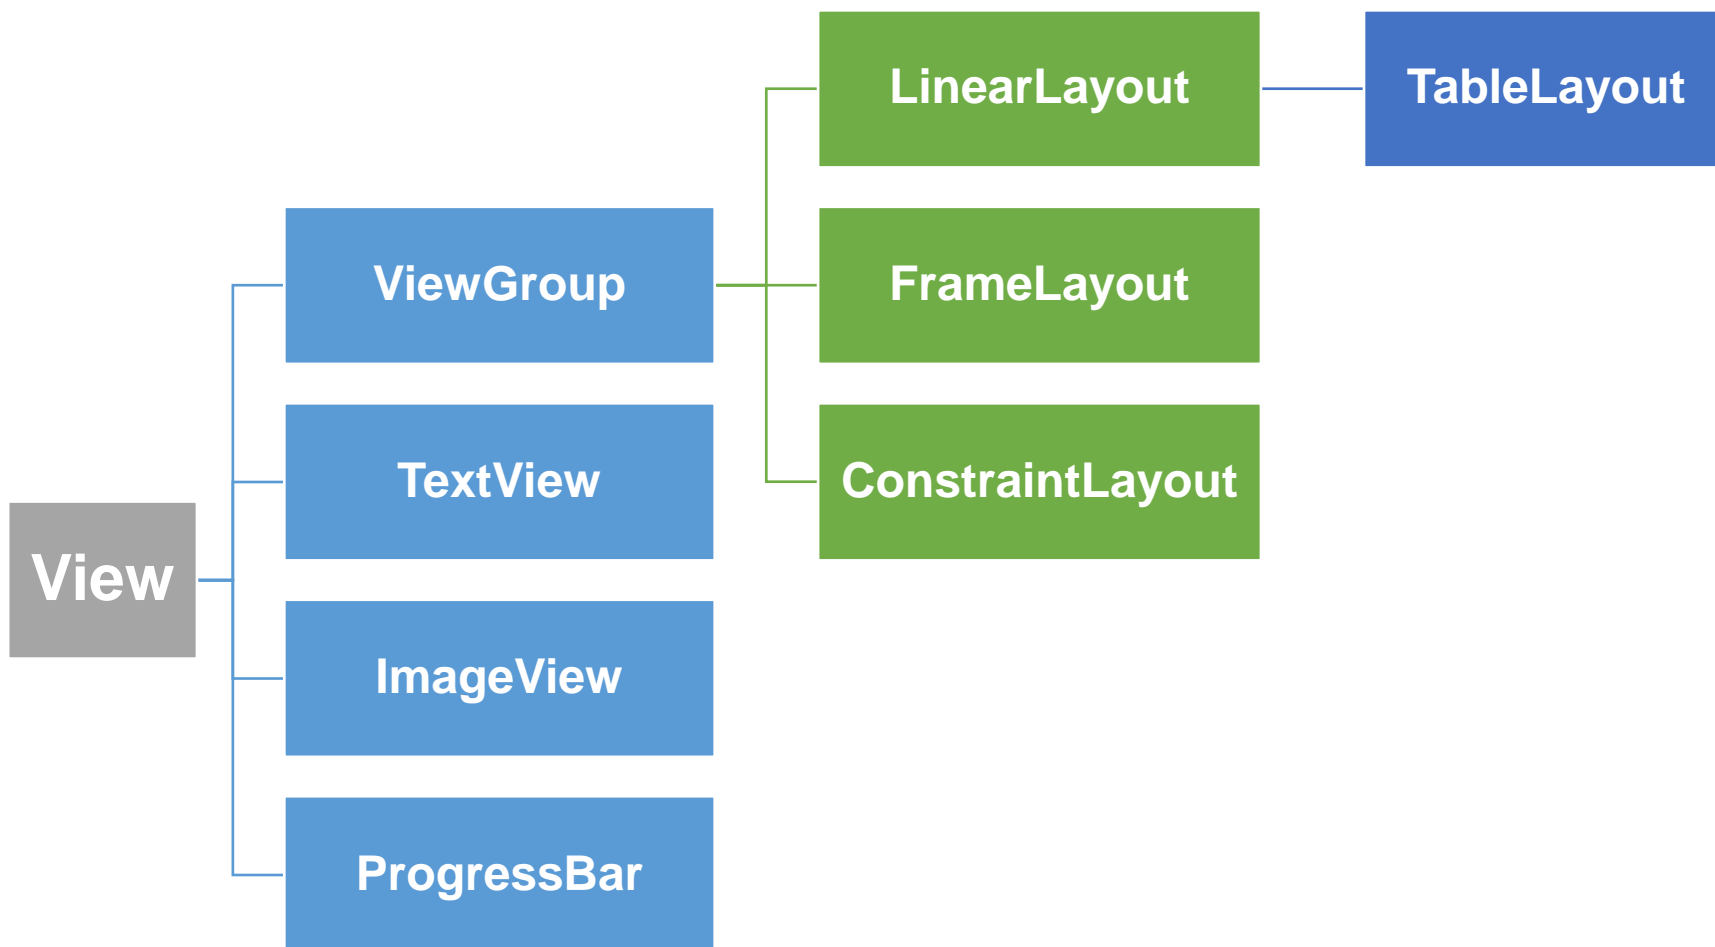 View
ViewGroup
TextView
ImageView
ProgressBar
LinearLayout
FrameLayout
ConstraintLayout
TableLayout